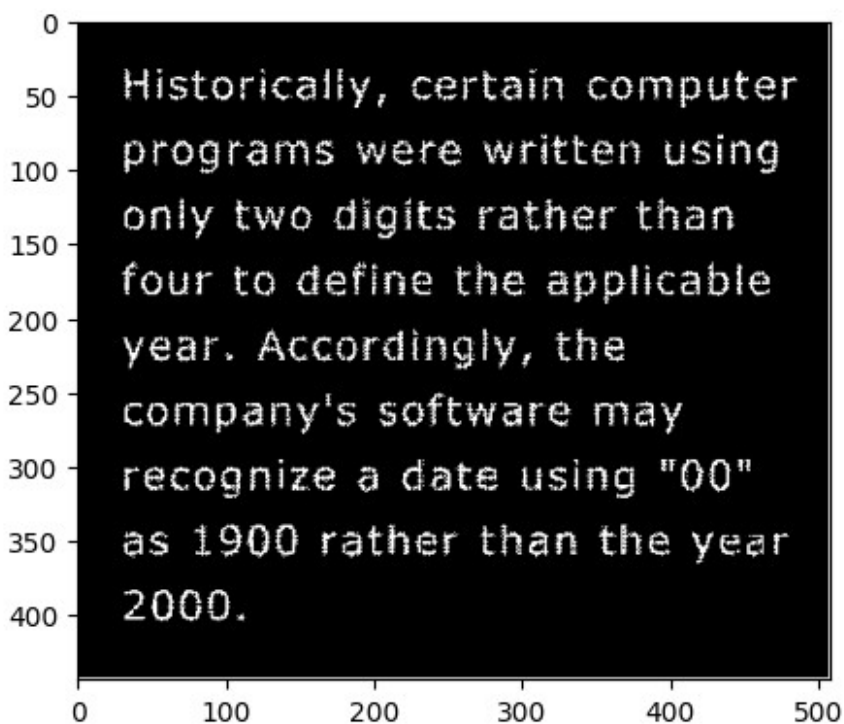 0
50
100
150
200
250
300
350
400
Historically, certain computer
programs were written using
only two digits rather than
four to define the applicable
year. Accordingly, the
company's software may
recognize a date using "00"
as 1900 rather than the year
2000.
0 100 200 300 400 500